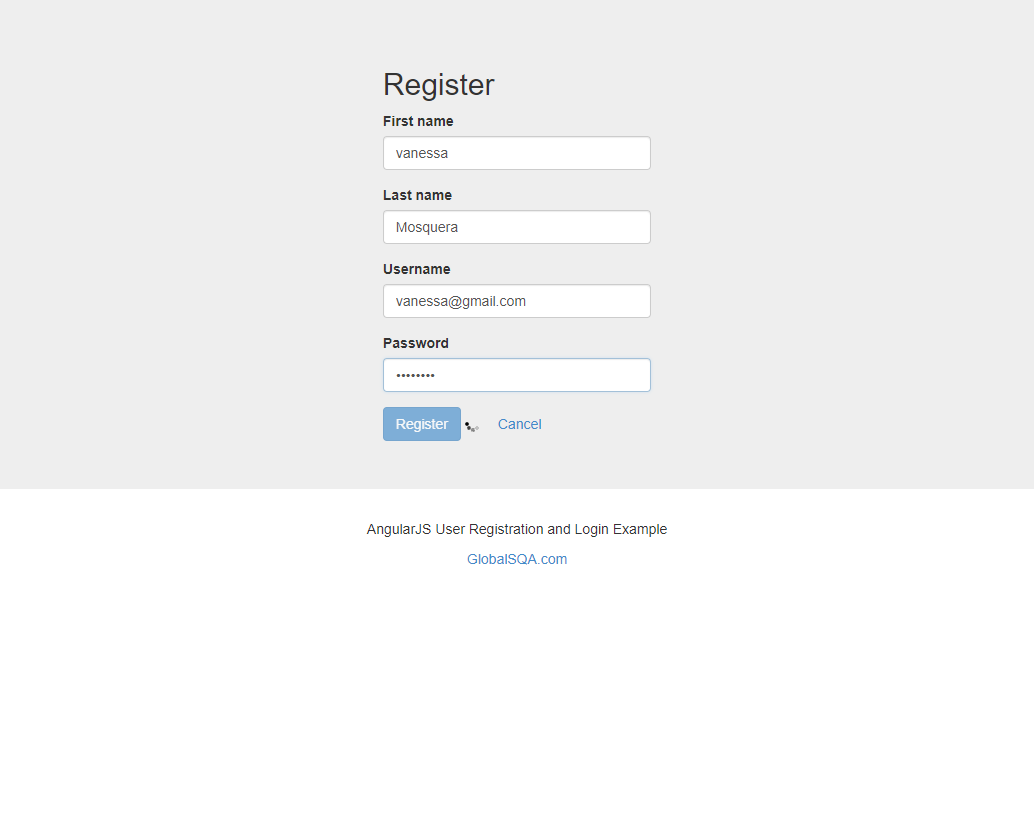 Register
First name
vanessa
Last name
Mosquera
Username
vanessa@gmail.com
Password
••••••••
Register Cancel
AngularJS User Registration and Login Example
GlobalSQA.com